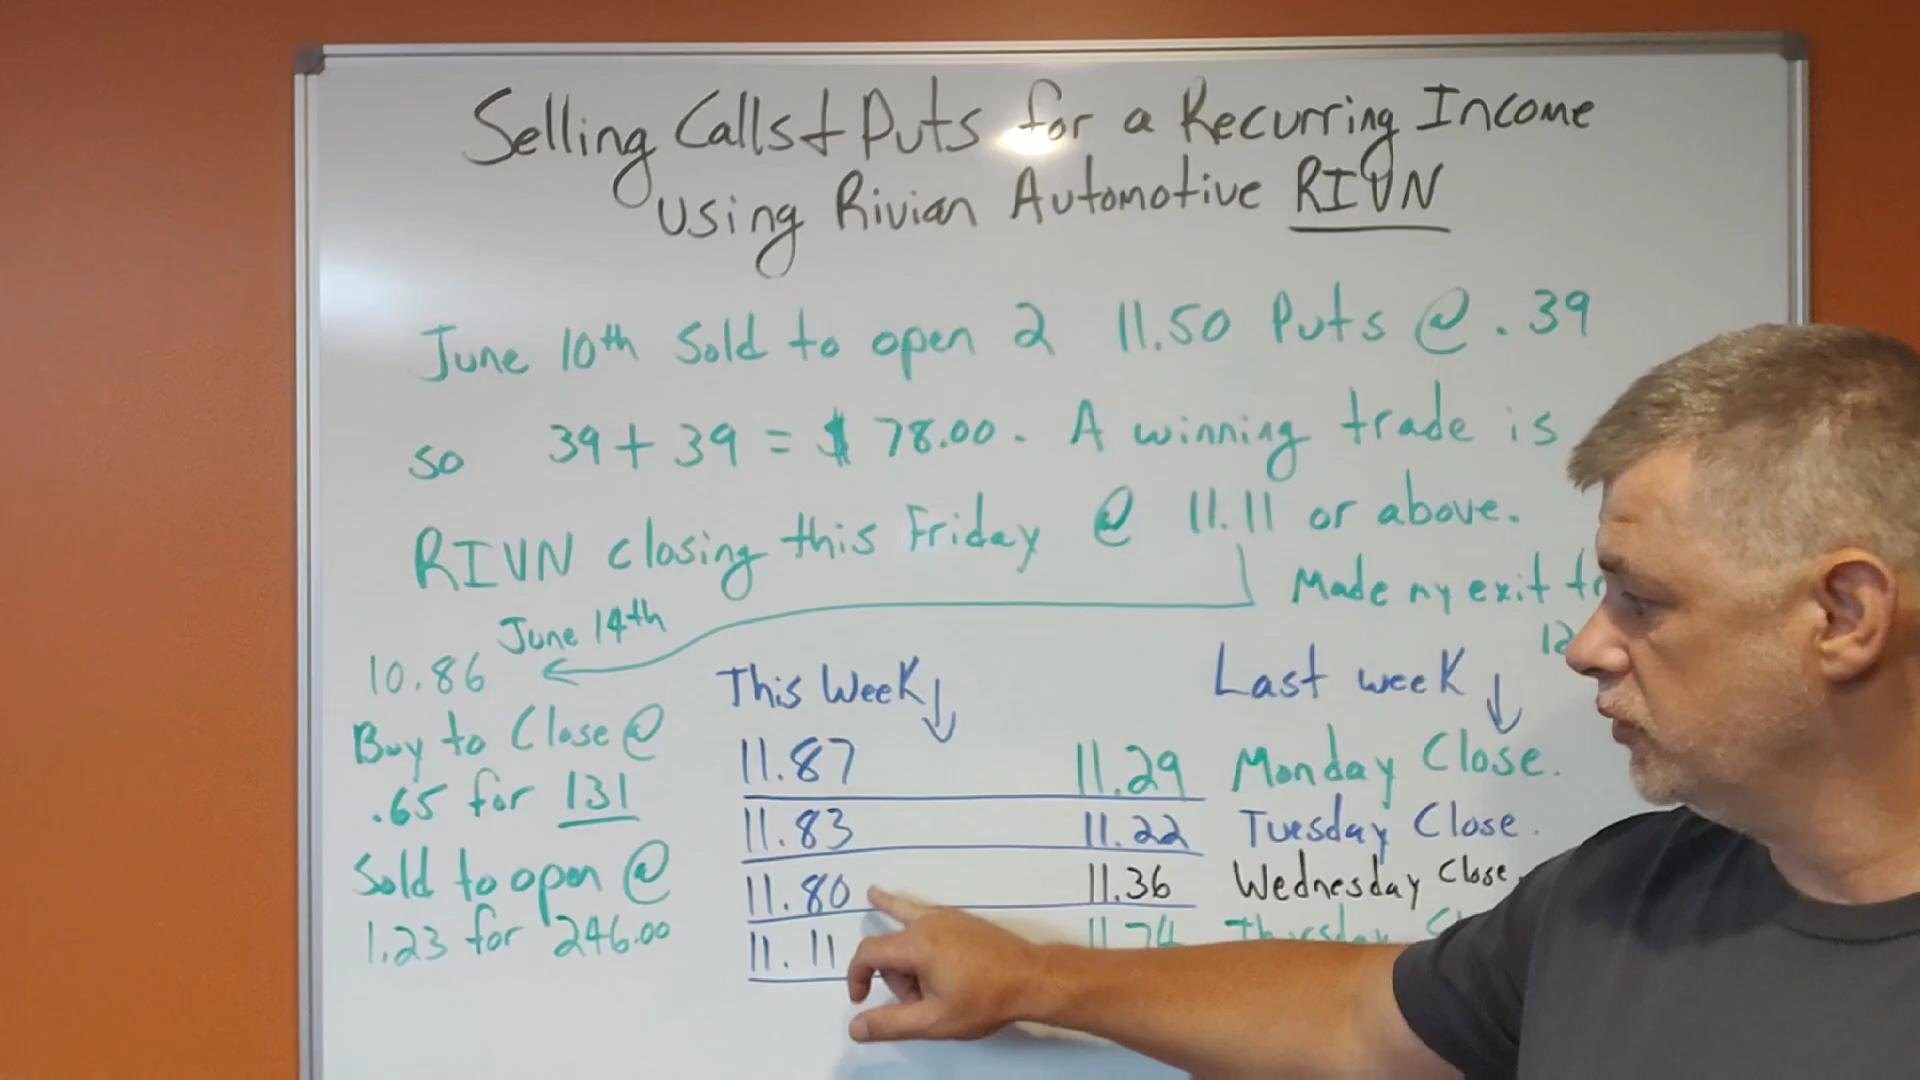 Selling Calls & Puts for a Recurring Income
Using Rivian Automotive RIVN
June 10th Sold to open 2 11.50 Puts @ .39
so 39 + 39 = $ 78.00. A winning trade is
RIVN closing this Friday @ 11.11 or above.
Made my exit
June 14th
10.86
Buy to Close @
.65 for 131
Sold to open @
1.23 for 246.00
This Week Last week
11.87 11.29 Monday Close.
11.83 11.22 Tuesday Close.
11.80 11.36 Wednesday Close.
11.11 11.74 Thursday